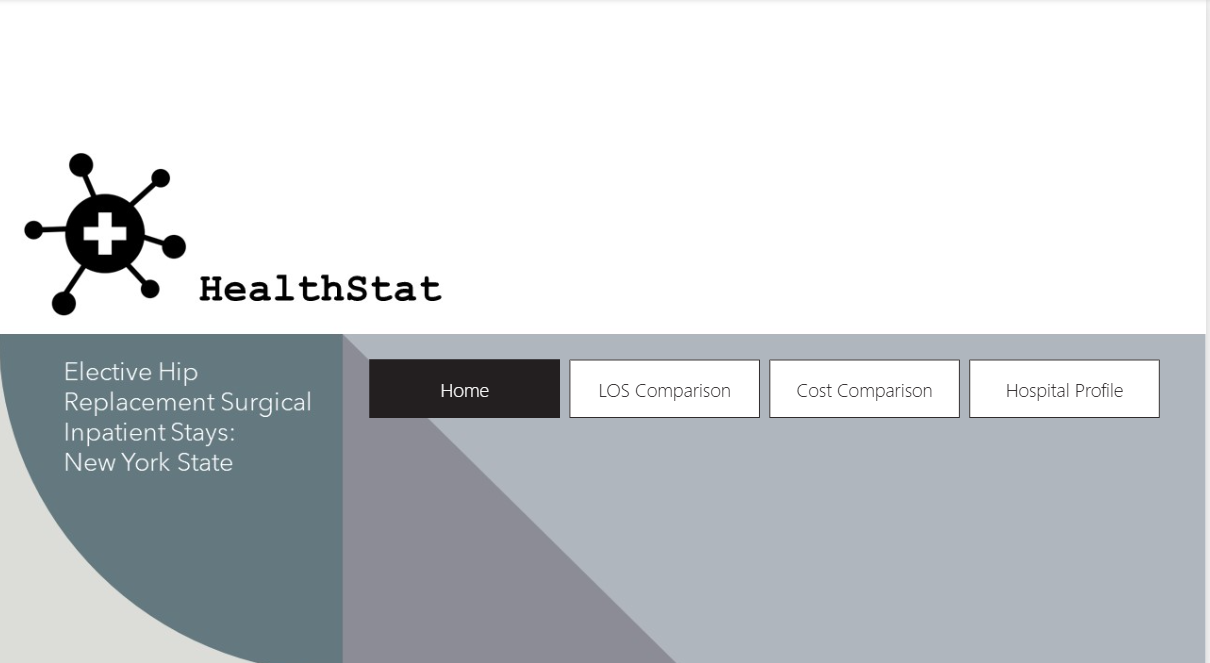 HealthStat
Elective Hip
Replacement Surgical
Inpatient Stays:
New York State
Home
LOS Comparison
Cost Comparison
Hospital Profile